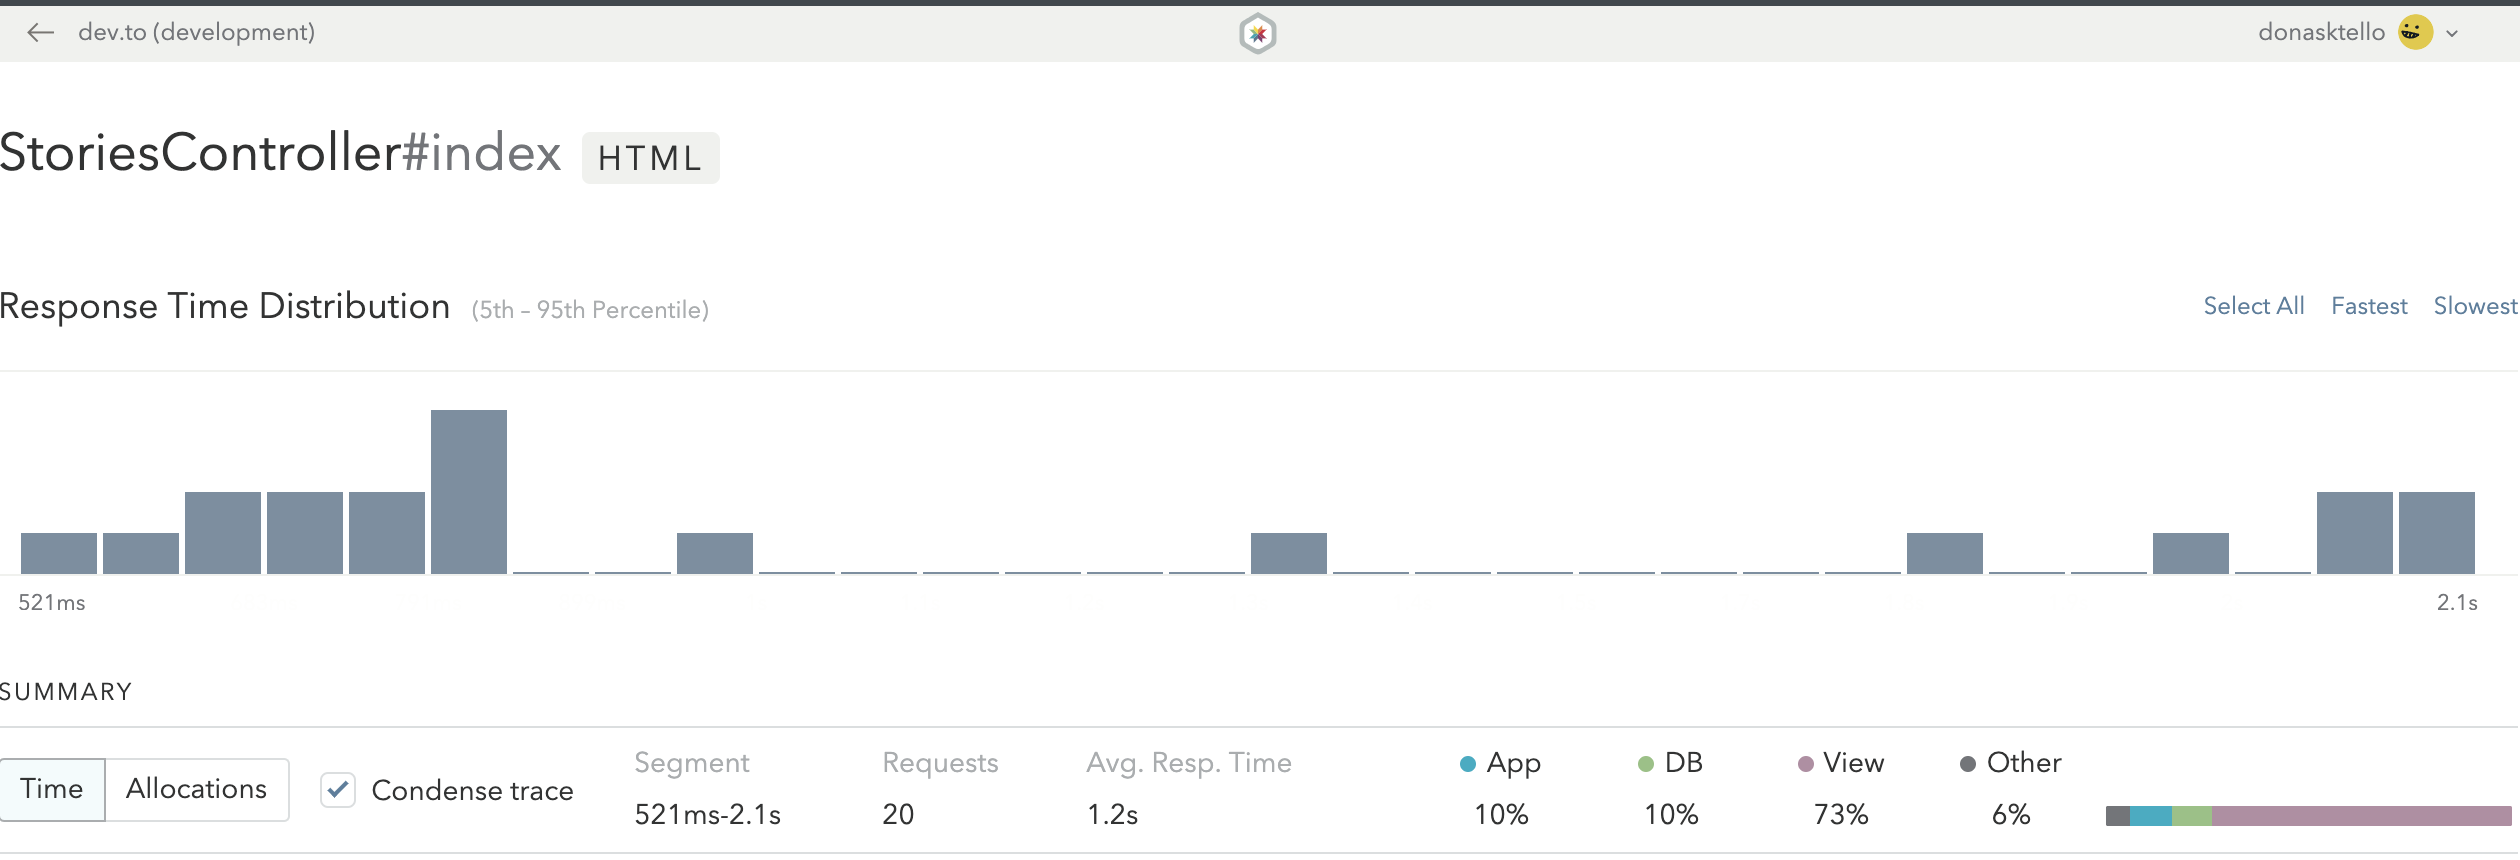 dev.to (development)
donasktello
StoriesController#index HTML
Response Time Distribution (5th – 95th Percentile)
Select All Fastest Slowest
521ms
2.1s
SUMMARY
Time Allocations
Condense trace
Segment Requests Avg. Resp. Time App DB View Other
521ms-2.1s 20 1.2s 10% 10% 73% 6%